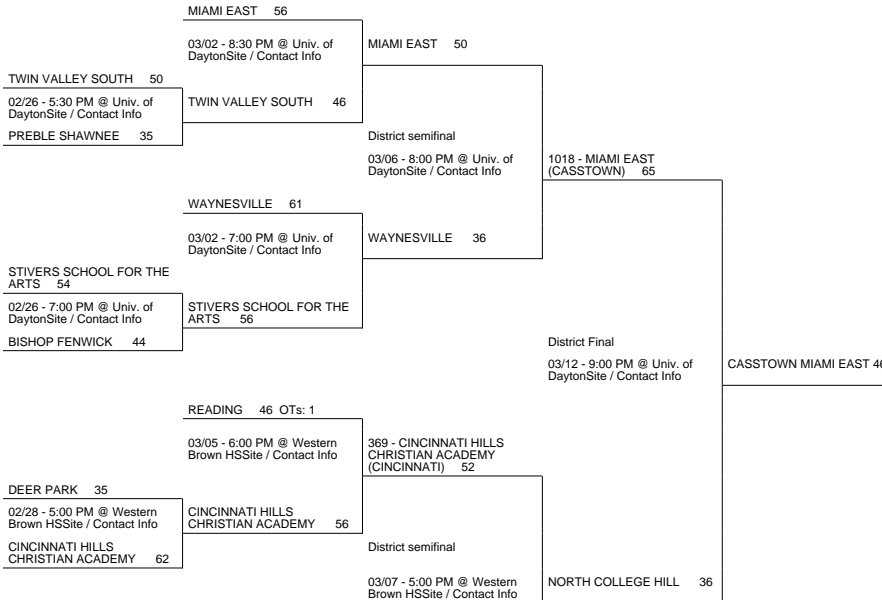 MIAMI EAST 56
03/02 - 8:30 PM @ Univ. of
DaytonSite / Contact Info
MIAMI EAST 50
TWIN VALLEY SOUTH 50
02/26 - 5:30 PM @ Univ. of
DaytonSite / Contact Info
TWIN VALLEY SOUTH 46
PREBLE SHAWNEE 35
District semifinal
03/06 - 8:00 PM @ Univ. of
DaytonSite / Contact Info
1018 - MIAMI EAST
(CASSTOWN) 65
WAYNESVILLE 61
03/02 - 7:00 PM @ Univ. of
DaytonSite / Contact Info
WAYNESVILLE 36
STIVERS SCHOOL FOR THE
ARTS 54
02/26 - 7:00 PM @ Univ. of
DaytonSite / Contact Info
STIVERS SCHOOL FOR THE
ARTS 56
BISHOP FENWICK 44
District Final
03/12 - 9:00 PM @ Univ. of
DaytonSite / Contact Info
CASSTOWN MIAMI EAST 46
READING 46 OTs: 1
03/05 - 6:00 PM @ Western
Brown HSSite / Contact Info
369 - CINCINNATI HILLS
CHRISTIAN ACADEMY
(CINCINNATI) 52
DEER PARK 35
02/28 - 5:00 PM @ Western
Brown HSSite / Contact Info
CINCINNATI HILLS
CHRISTIAN ACADEMY 56
CINCINNATI HILLS
CHRISTIAN ACADEMY 62
District semifinal
03/07 - 5:00 PM @ Western
Brown HSSite / Contact Info
NORTH COLLEGE HILL 36